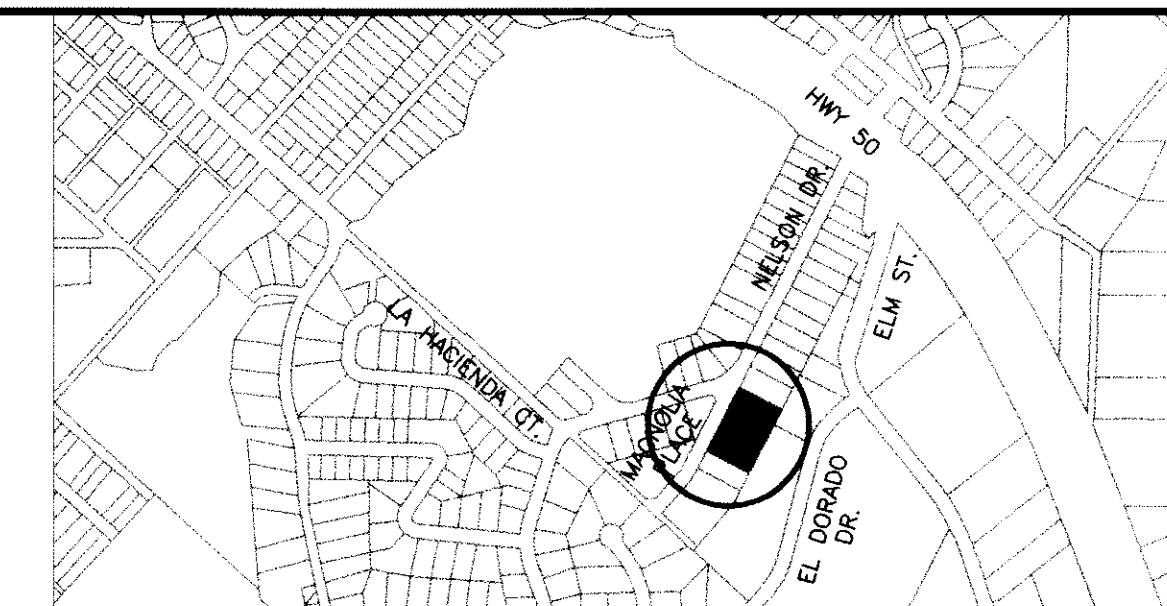 HWY 50
NELSON DR.
ELM ST.
LA HACIENDA CT.
MAGNOLIA
PLACE
EL DORADO
DR.